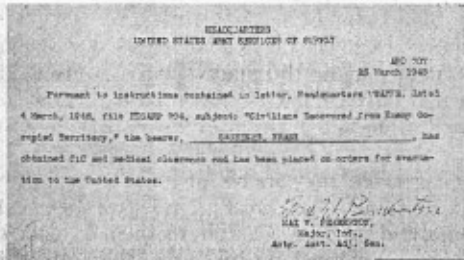 HEADQUARTERS
UNITED STATES ARMY SERVICES OF SUPPLY
APO 707
25 March 1945
Pursuant to instructions contained in letter, Headquarters dated
4 March, 1945, file 704, subject: "Civilians Recovered from Enemy Oc-
cupied Territory," the bearer, , has
obtained CIC and medical clearance and has been placed on orders for evacua-
tion to the United States.
MAX
Major, Inf.,
Actg. Asst. Adj. Gen.